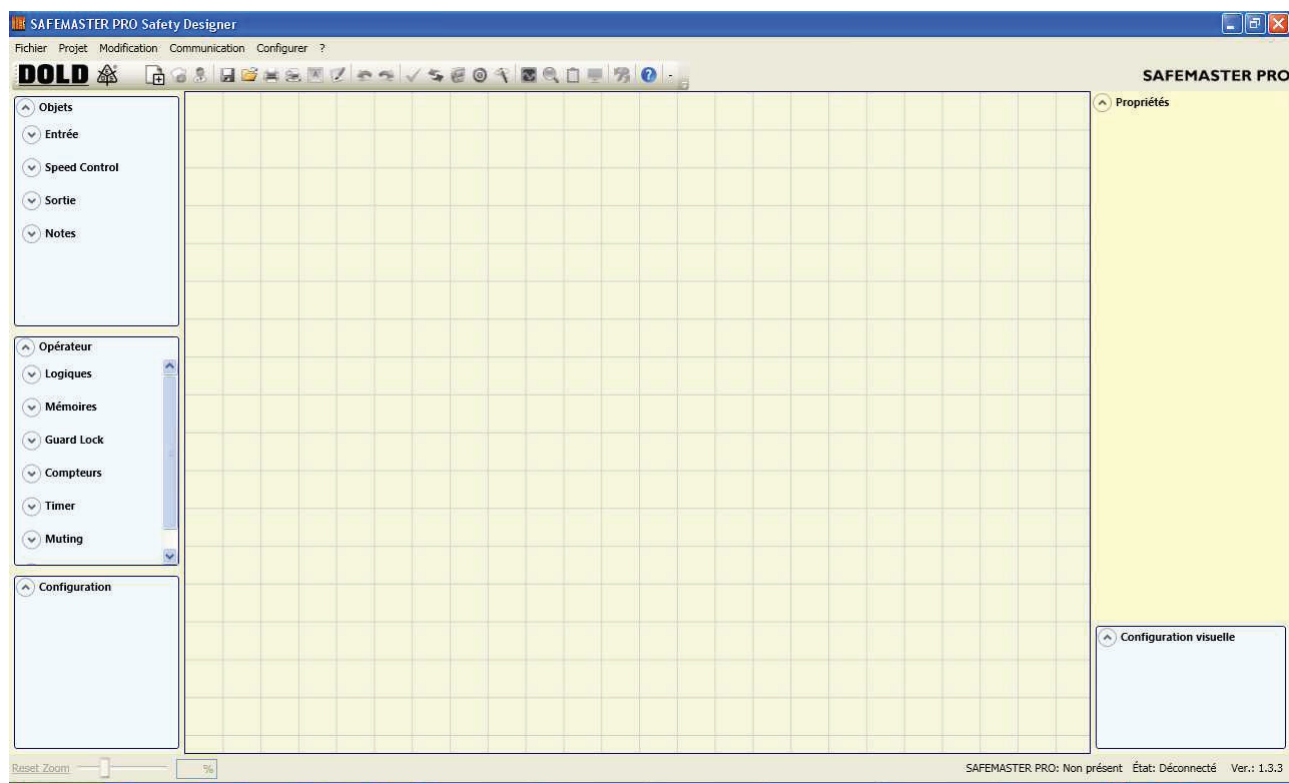 SAFEMASTER PRO Safety Designer
Fichier Projet Modification Communication Configurer ?
DOLD
SAFEMASTER PRO
Objets
Entrée
Speed Control
Sortie
Notes
Opérateur
Logiques
Mémoires
Guard Lock
Compteurs
Timer
Muting
Configuration
Propriétés
Configuration visuelle
Reset Zoom
%
SAFEMASTER PRO: Non présent État: Déconnecté Ver.: 1.3.3